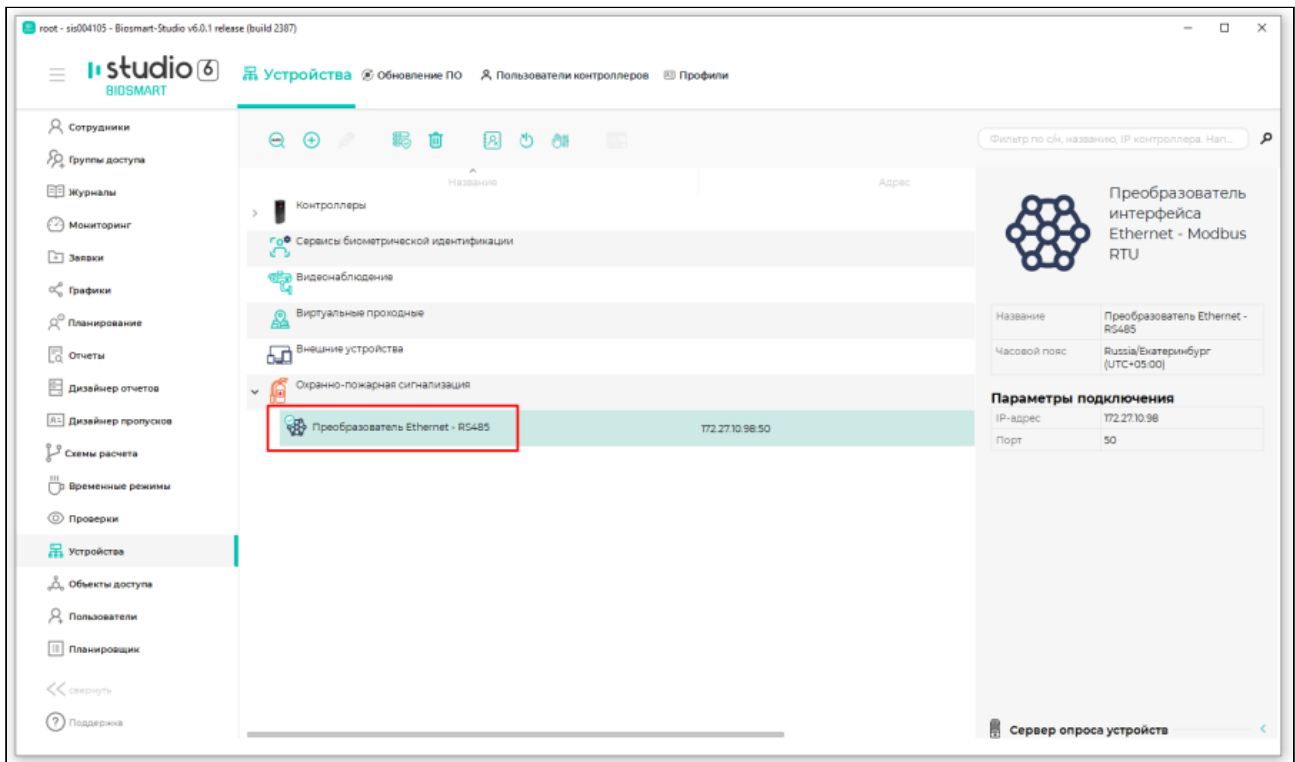 root - sis004105 - Biosmart-Studio v6.0.1 release (build 2387)
studio 6
BIOSMART
Устройства
Обновление ПО
Пользователи контроллеров
Профили
Сотрудники
Группы доступа
Журналы
Мониторинг
Заявки
Графики
Планирование
Отчеты
Дизайнер отчетов
Дизайнер пропусков
Схемы расчета
Временные режимы
Проверки
Устройства
Объекты доступа
Пользователи
Планировщик
свернуть
Поддержка
Фильтр по с/н, названию, IP контроллера. Нап...
Название
Адрес
Контроллеры
Сервисы биометрической идентификации
Видеонаблюдение
Виртуальные проходные
Внешние устройства
Охранно-пожарная сигнализация
Преобразователь Ethernet - RS485
172.27.10.98:50
Преобразователь
интерфейса
Ethernet - Modbus
RTU
Название
Преобразователь Ethernet -
RS485
Часовой пояс
Russia/Екатеринбург
(UTC+05:00)
Параметры подключения
IP-адрес
172.27.10.98
Порт
50
Сервер опроса устройств